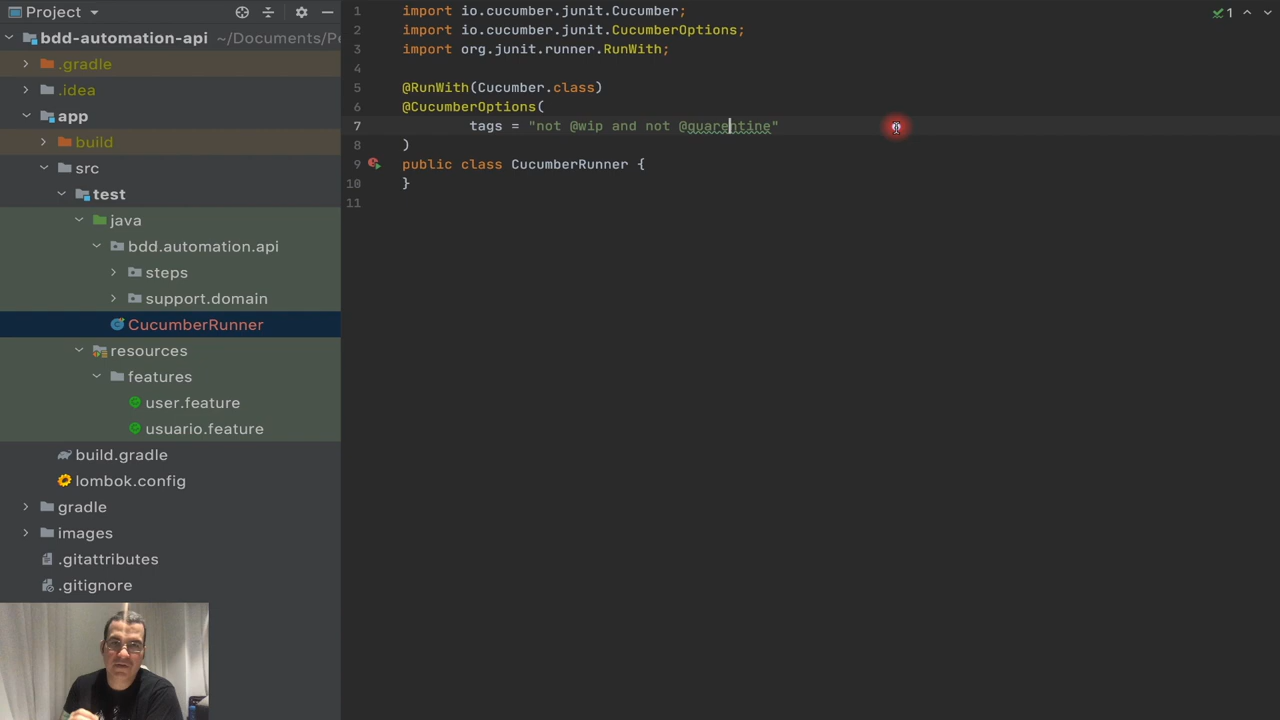 Project
bdd-automation-api ~/Documents/Pe
.gradle
.idea
app
build
src
test
java
bdd.automation.api
steps
support.domain
CucumberRunner
resources
features
user.feature
usuario.feature
build.gradle
lombok.config
gradle
images
.gitattributes
.gitignore
1 import io.cucumber.junit.Cucumber;
2 import io.cucumber.junit.CucumberOptions;
3 import org.junit.runner.RunWith;
4
5 @RunWith(Cucumber.class)
6 @CucumberOptions(
7 tags = "not @wip and not @quarentine"
8 )
9 public class CucumberRunner {
10 }
11
1